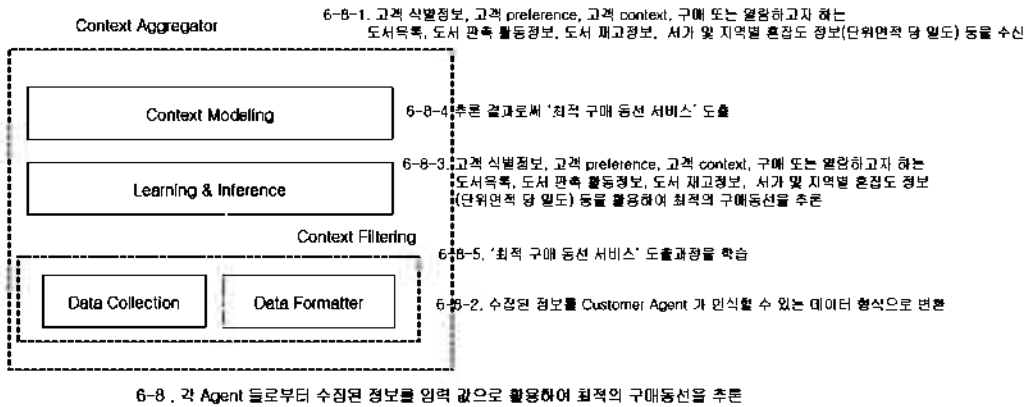 Context Aggregator
6-8-1. 고객 식별정보, 고객 preference, 고객 context, 구매 또는 열람하고자 하는
도서목록, 도서 판촉 활동정보, 도서 재고정보, 서가 및 지역별 혼잡도 정보(단위면적 당 밀도) 등을 수신
Context Modeling
6-8-4 추론 결과로써 '최적 구매 동선 서비스' 도출
Learning & Inference
6-8-3. 고객 식별정보, 고객 preference, 고객 context, 구매 또는 열람하고자 하는
도서목록, 도서 판촉 활동정보, 도서 재고정보, 서가 및 지역별 혼잡도 정보
(단위면적 당 밀도) 등을 활용하여 최적의 구매동선을 추론
Context Filtering
6-8-5. '최적 구매 동선 서비스' 도출과정을 학습
Data Collection
Data Formatter
6-8-2. 수집된 정보를 Customer Agent 가 인식할 수 있는 데이터 형식으로 변환
6-8 . 각 Agent 들로부터 수집된 정보를 입력 값으로 활용하여 최적의 구매동선을 추론